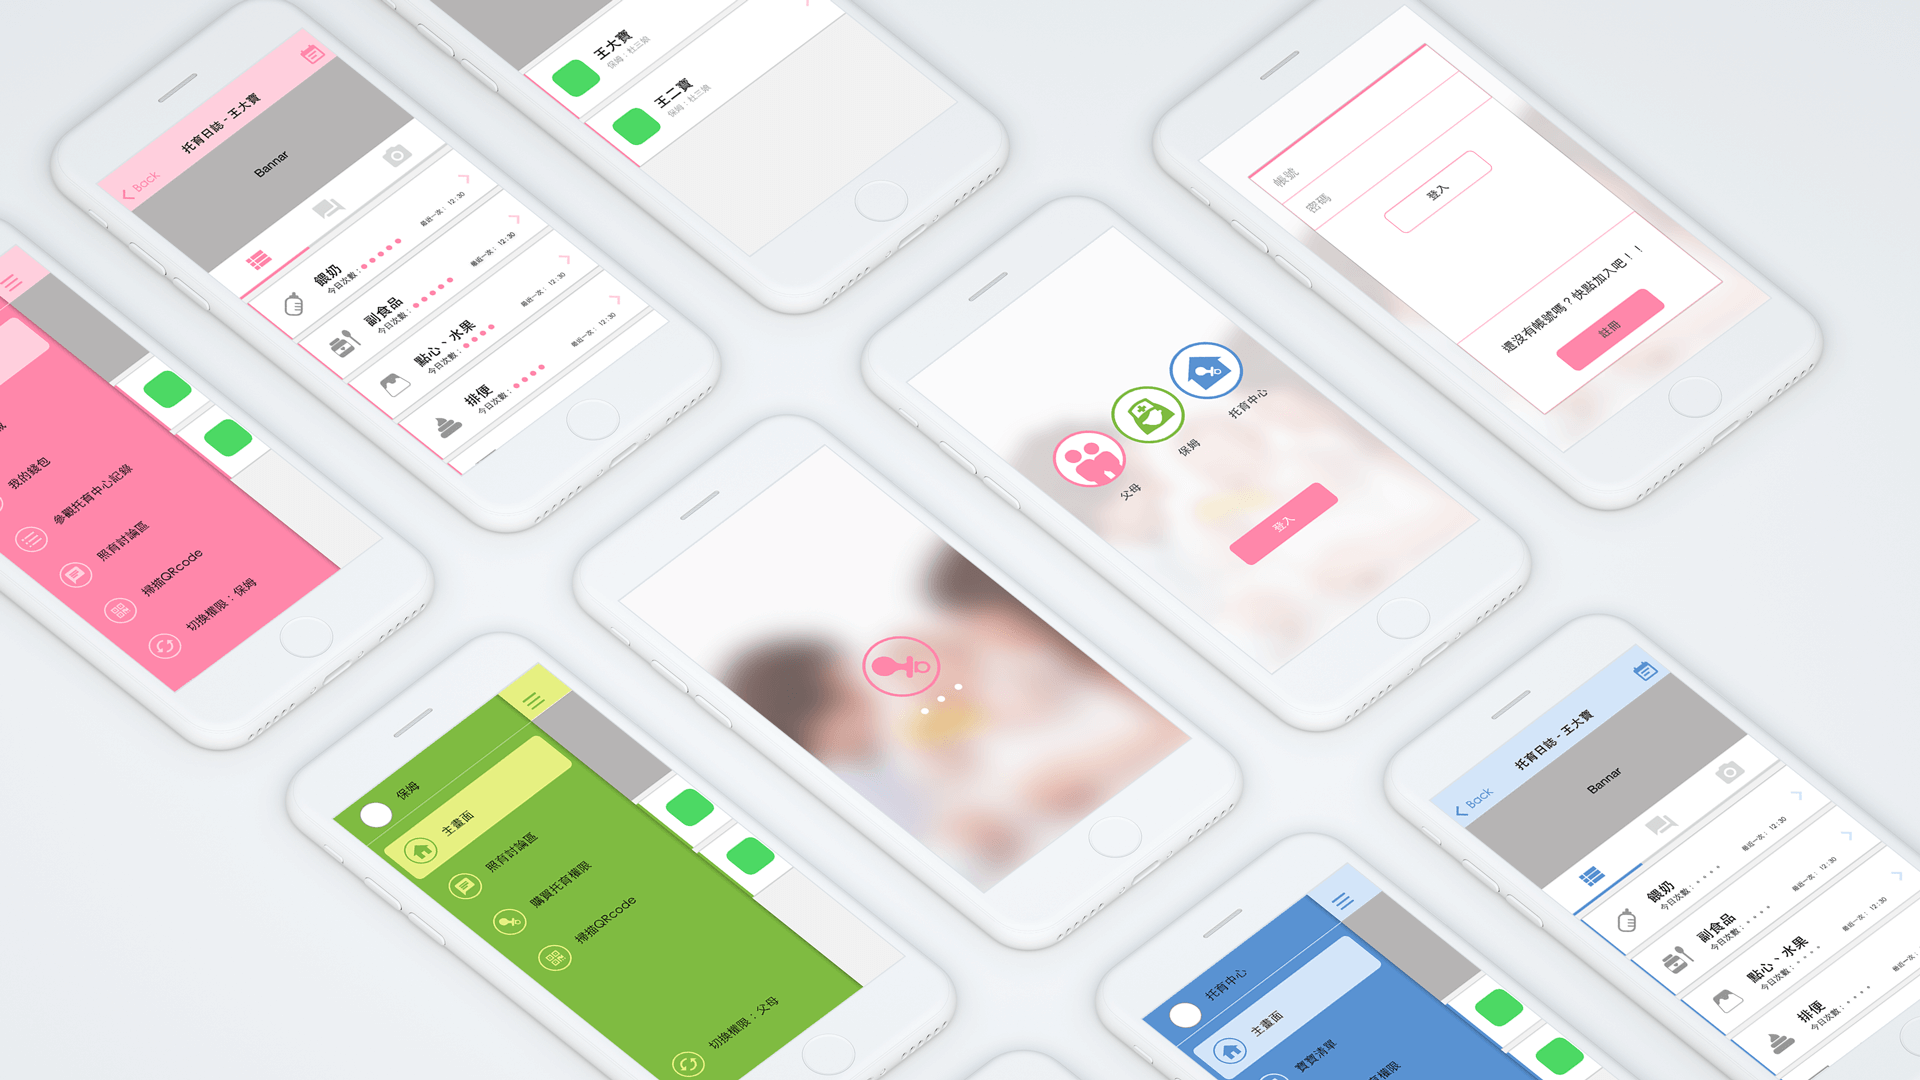 托育日誌 - 王大寶
Back
Bannar
餵奶
今日次數：
最近一次： 12 : 30
副食品
今日次數：
最近一次： 12 : 30
點心、水果
今日次數：
最近一次： 12 : 30
排便
今日次數：
最近一次： 12 : 30
王大寶
保姆：杜三娘
王二寶
保姆：杜三娘
帳號
密碼
登入
還沒有帳號嗎？快點加入吧！！
註冊
我的錢包
參觀托育中心記錄
照育討論區
掃描QRcode
切換權限：保姆
父母
保姆
托育中心
登入
保姆
主畫面
照育討論區
購買托育權限
掃描QRcode
切換權限：父母
托育中心
主畫面
寶寶清單
托育日誌 - 王大寶
Back
Bannar
餵奶
今日次數：
最近一次： 12 : 30
副食品
今日次數：
最近一次： 12 : 30
點心、水果
今日次數：
最近一次： 12 : 30
排便
今日次數：